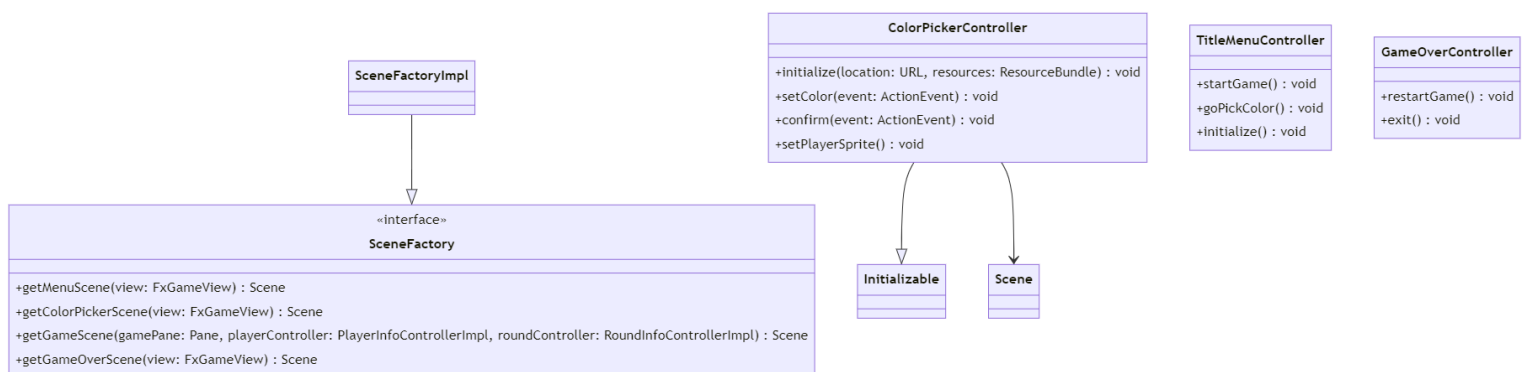 SceneFactoryImpl
«interface»
SceneFactory
+getMenuScene(view: FxGameView) : Scene
+getColorPickerScene(view: FxGameView) : Scene
+getGameScene(gamePane: Pane, playerController: PlayerInfoControllerImpl, roundController: RoundInfoControllerImpl) : Scene
+getGameOverScene(view: FxGameView) : Scene
ColorPickerController
+initialize(location: URL, resources: ResourceBundle) : void
+setColor(event: ActionEvent) : void
+confirm(event: ActionEvent) : void
+setPlayerSprite() : void
Initializable
Scene
TitleMenuController
+startGame() : void
+goPickColor() : void
+initialize() : void
GameOverController
+restartGame() : void
+exit() : void